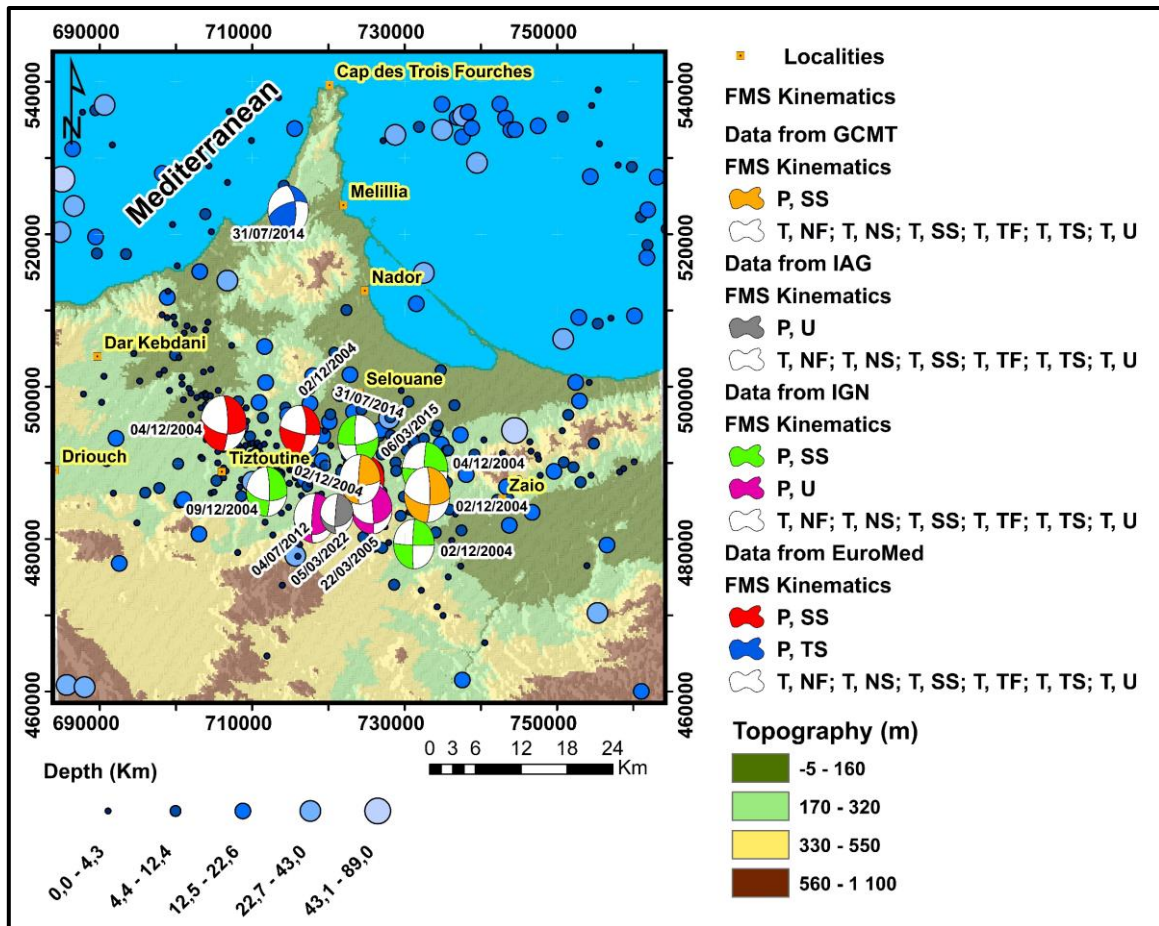 690000 710000 730000 750000
540000
520000
500000
480000
460000
N
Cap des Trois Fourches
Mediterranean
Melillia
31/07/2014
Nador
Dar Kebdani
02/12/2004
Selouane
31/07/2014
06/03/2015
04/12/2004
04/12/2004
Driouch
Tiztoutine
02/12/2004
Zaio
09/12/2004
02/12/2004
04/07/2012
05/03/2022
22/03/2005
02/12/2004
540000
520000
500000
480000
460000
690000 710000 730000 750000
0 3 6 12 18 24
Km
Depth (Km)
0,0 - 4,3
4,4 - 12,4
12,5 - 22,6
22,7 - 43,0
43,1 - 89,0
Localities
FMS Kinematics
Data from GCMT
FMS Kinematics
P, SS
T, NF; T, NS; T, SS; T, TF; T, TS; T, U
Data from IAG
FMS Kinematics
P, U
T, NF; T, NS; T, SS; T, TF; T, TS; T, U
Data from IGN
FMS Kinematics
P, SS
P, U
T, NF; T, NS; T, SS; T, TF; T, TS; T, U
Data from EuroMed
FMS Kinematics
P, SS
P, TS
T, NF; T, NS; T, SS; T, TF; T, TS; T, U
Topography (m)
-5 - 160
170 - 320
330 - 550
560 - 1 100